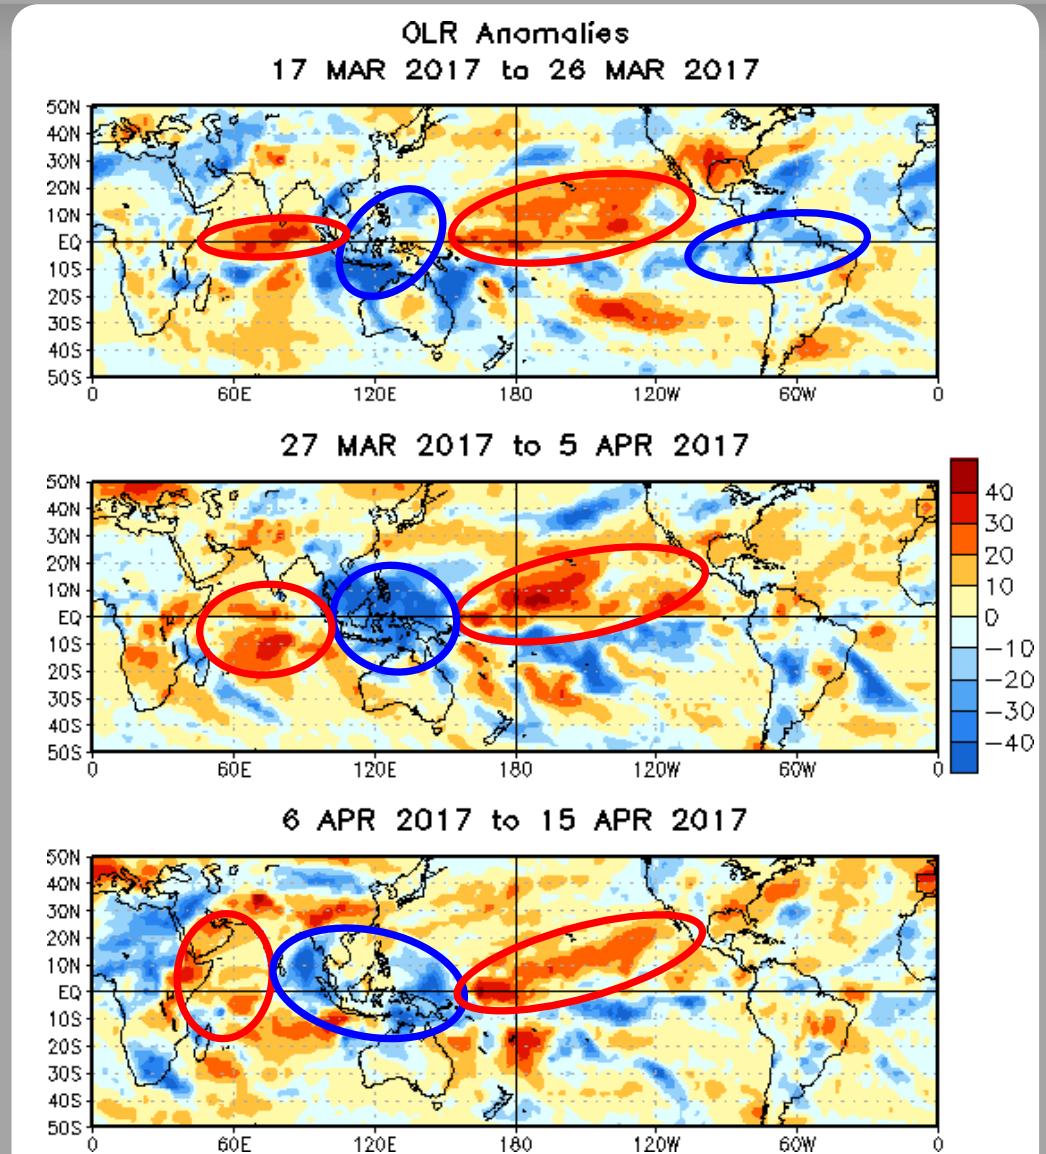 OLR Anomalies
17 MAR 2017 to 26 MAR 2017
50N
40N
30N
20N
10N
EQ
10S
20S
30S
40S
50S
0 60E 120E 180 120W 60W 0
27 MAR 2017 to 5 APR 2017
50N
40N
30N
20N
10N
EQ
10S
20S
30S
40S
50S
0 60E 120E 180 120W 60W 0
40
30
20
10
0
−10
−20
−30
−40
6 APR 2017 to 15 APR 2017
50N
40N
30N
20N
10N
EQ
10S
20S
30S
40S
50S
0 60E 120E 180 120W 60W 0